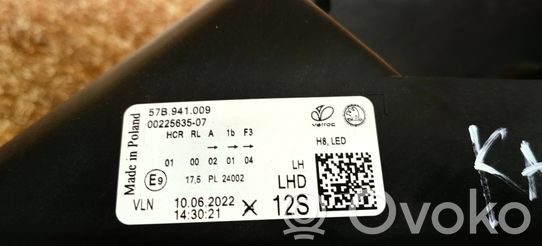 Made in Poland
57B.941.009
00225635-07
HCR RL A 1b F3
01 00 02 01 04
E9
17,5 PL 24002
VLN 10.06.2022
14:30:21
varroc
H8, LED
LH
LHD
12S
Ovoko